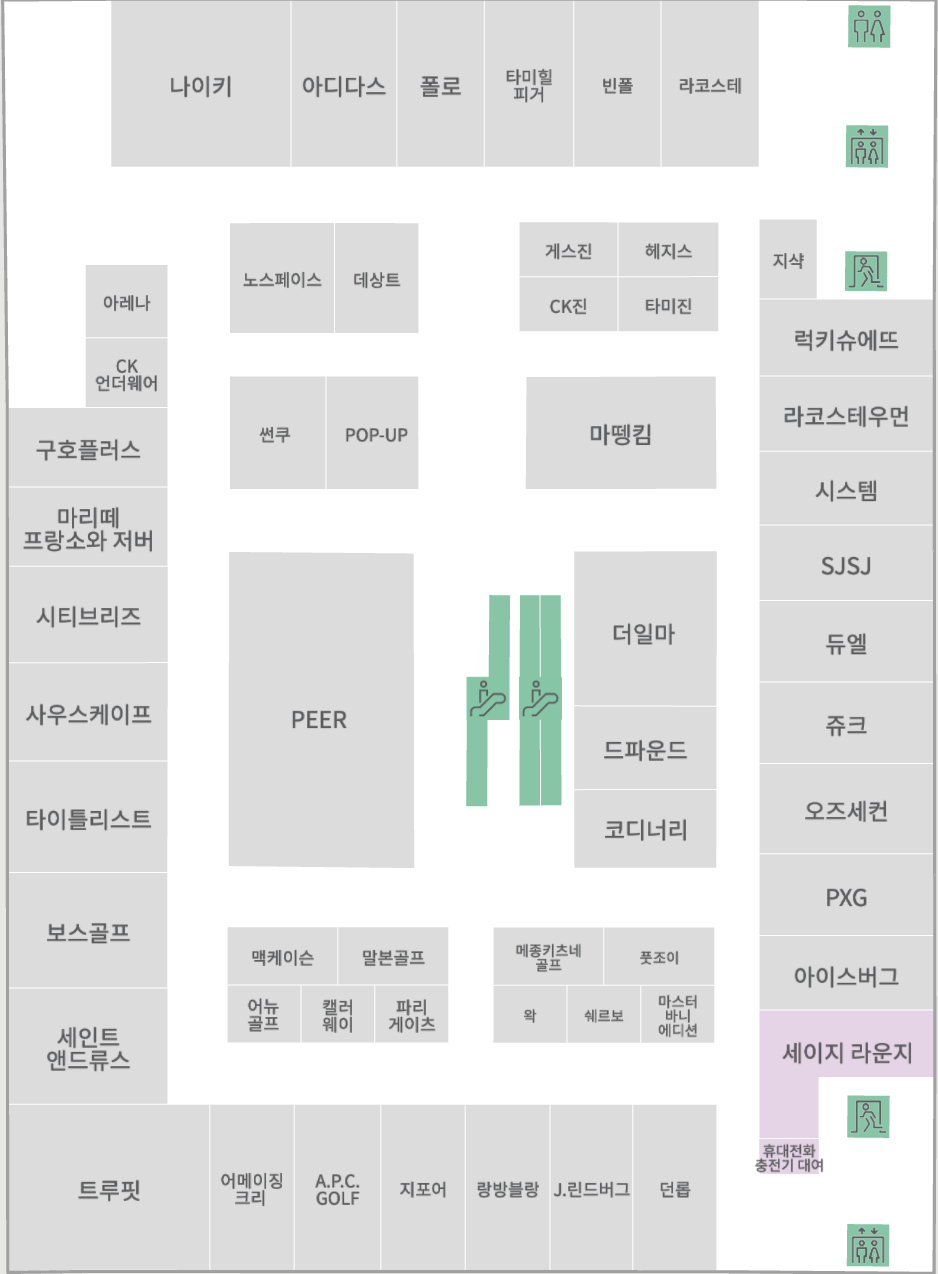 나이키
아디다스
폴로
타미힐
피거
빈폴
라코스테
노스페이스
데상트
게스진
헤지스
CK진
타미진
지샥
아레나
CK
언더웨어
럭키슈에뜨
썬쿠
POP-UP
마뗑킴
라코스테우먼
구호플러스
시스템
마리떼
프랑소와 저버
SJSJ
시티브리즈
더일마
듀엘
사우스케이프
PEER
드파운드
쥬크
타이틀리스트
코디너리
오즈세컨
보스골프
PXG
맥케이슨
말본골프
메종키츠네
골프
풋조이
아이스버그
어뉴
골프
캘러
웨이
파리
게이츠
왁
쉐르보
마스터
바니
에디션
세인트
앤드류스
세이지 라운지
휴대전화
충전기 대여
트루핏
어메이징
크리
A.P.C.
GOLF
지포어
랑방블랑
J.린드버그
던롭